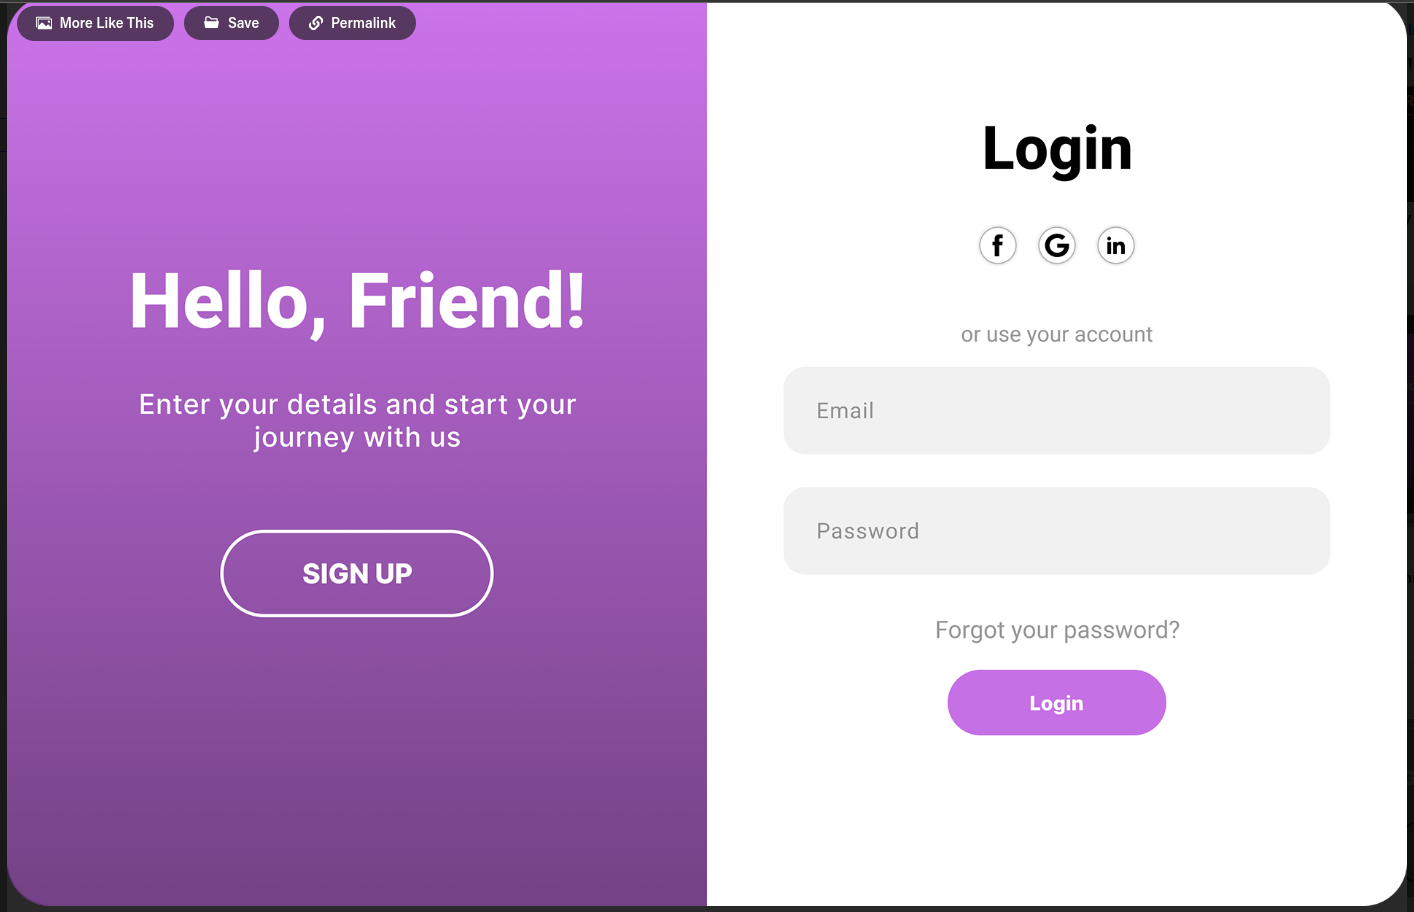 More Like This
Save
Permalink
Hello, Friend!
Enter your details and start your
journey with us
SIGN UP
Login
f
G
in
or use your account
Email
Password
Forgot your password?
Login